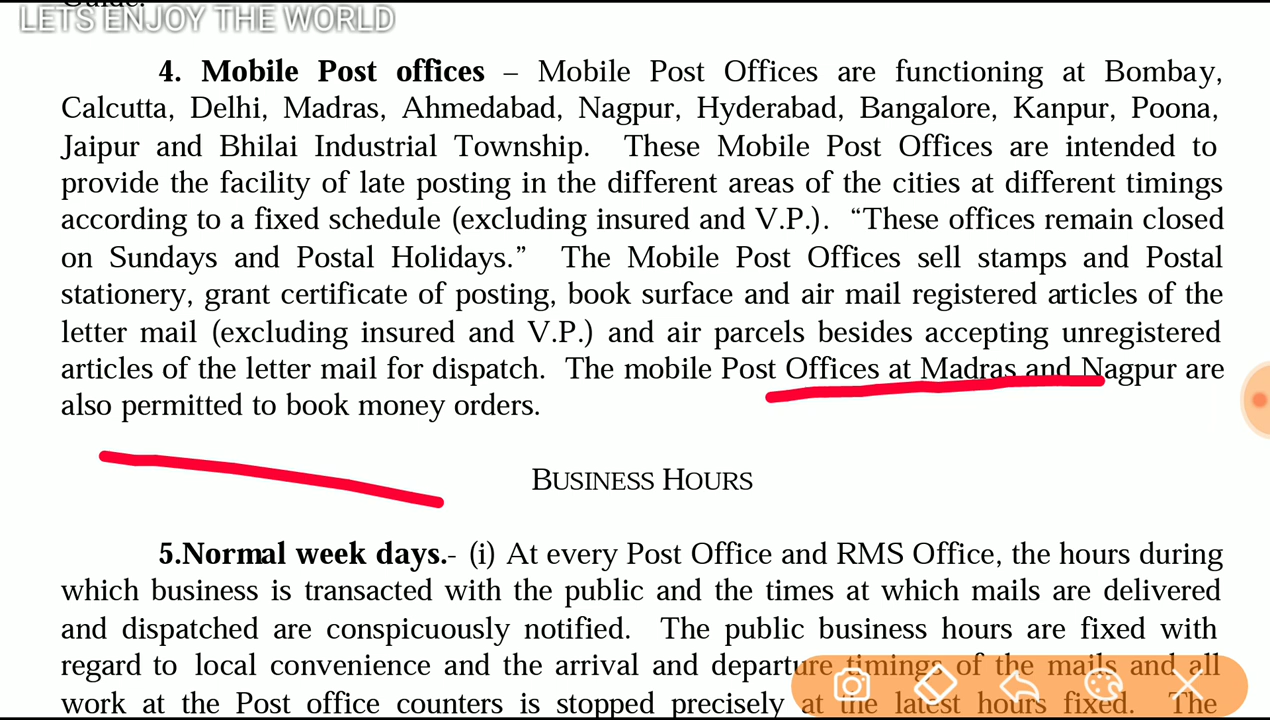 Guide.
LETS ENJOY THE WORLD
4. Mobile Post offices – Mobile Post Offices are functioning at Bombay,
Calcutta, Delhi, Madras, Ahmedabad, Nagpur, Hyderabad, Bangalore, Kanpur, Poona,
Jaipur and Bhilai Industrial Township. These Mobile Post Offices are intended to
provide the facility of late posting in the different areas of the cities at different timings
according to a fixed schedule (excluding insured and V.P.). “These offices remain closed
on Sundays and Postal Holidays.” The Mobile Post Offices sell stamps and Postal
stationery, grant certificate of posting, book surface and air mail registered articles of the
letter mail (excluding insured and V.P.) and air parcels besides accepting unregistered
articles of the letter mail for dispatch. The mobile Post Offices at Madras and Nagpur are
also permitted to book money orders.
BUSINESS HOURS
5.Normal week days.- (i) At every Post Office and RMS Office, the hours during
which business is transacted with the public and the times at which mails are delivered
and dispatched are conspicuously notified. The public business hours are fixed with
regard to local convenience and the arrival and departure timings of the mails and all
work at the Post office counters is stopped precisely at the latest hours fixed. The